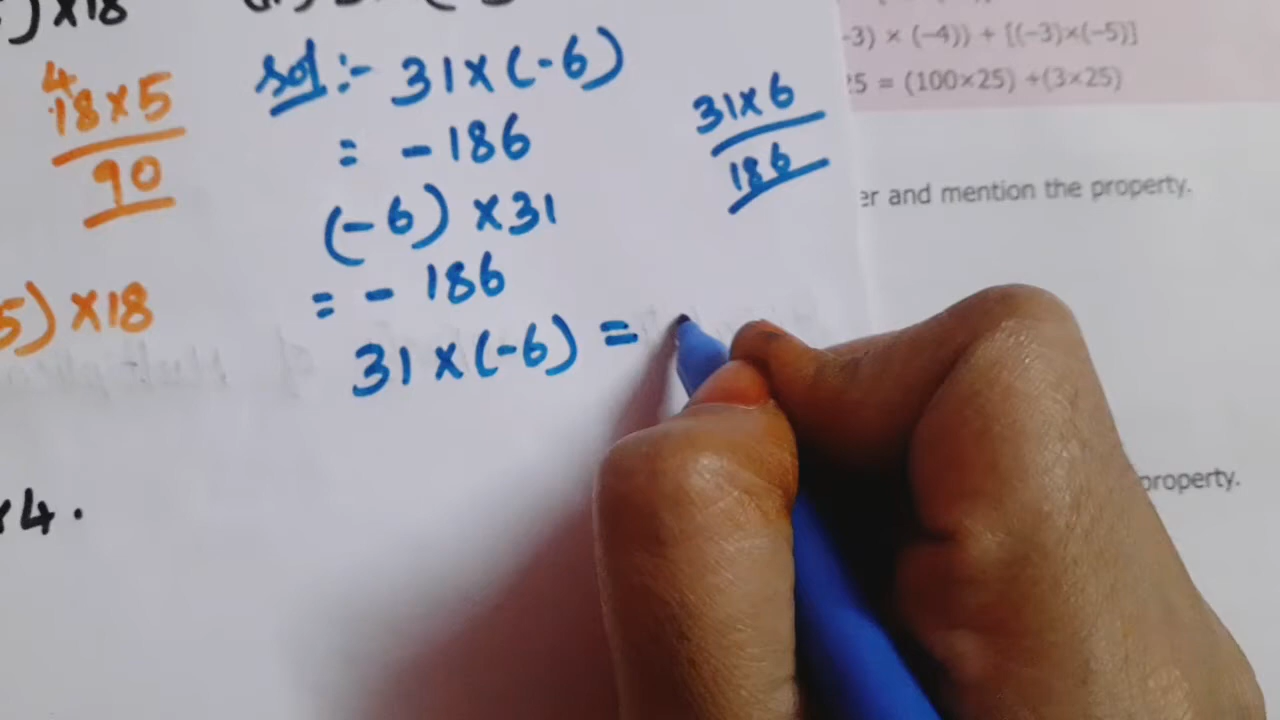 ) ×18
4
18×5
90
5) ×18
×4.
Sol :- 31×(-6)
= -186
(-6) ×31
= - 186
31 ×(-6) =
31×6
186
-3) × (-4)) + [(-3)×(-5)]
25 = (100×25) +(3×25)
er and mention the property.
property.